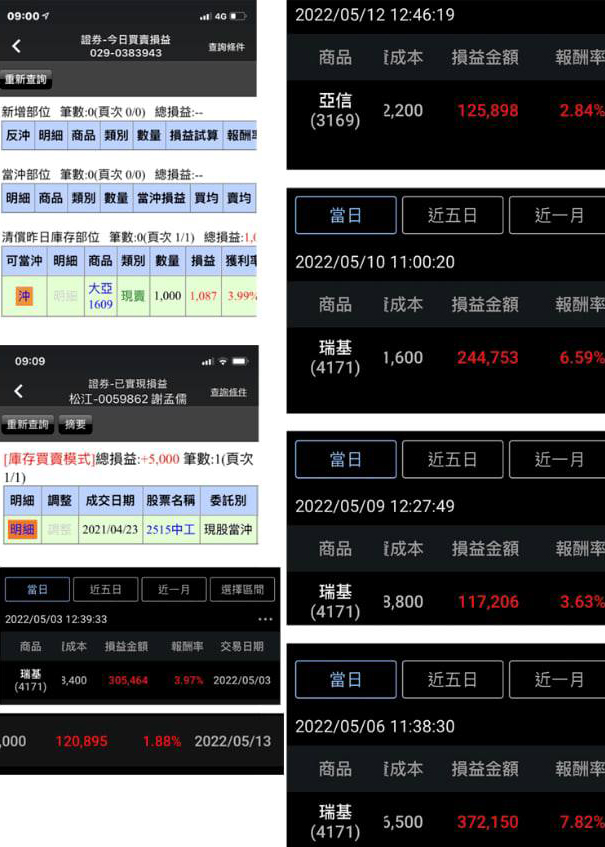 09:00
4G
證券-今日買賣損益
029-0383943
查詢條件
重新查詢
新增部位 筆數:0(頁次 0/0) 總損益:--
反沖 明細 商品 類別 數量 損益試算 報酬率
當沖部位 筆數:0(頁次 0/0) 總損益:--
明細 商品 類別 數量 當沖損益 買均 賣均
清償昨日庫存部位 筆數:0(頁次 1/1) 總損益:1,0
可當沖 明細 商品 類別 數量 損益 獲利率
沖 明細 大亞 1609 現賣 1,000 1,087 3.99%
09:09
證券-已實現損益
松江-0059862 謝孟儒
查詢條件
重新查詢 摘要
[庫存買賣模式]總損益:+5,000 筆數:1(頁次
1/1)
明細 調整 成交日期 股票名稱 委託別
明細 調整 2021/04/23 2515中工 現股當沖
當日 近五日 近一月 選擇區間
2022/05/03 12:39:33
商品 成本 損益金額 報酬率 交易日期
瑞基
(4171) 3,400 305,464 3.97% 2022/05/03
,000 120,895 1.88% 2022/05/13
2022/05/12 12:46:19
商品 成本 損益金額 報酬率
亞信
(3169) 2,200 125,898 2.84%
當日 近五日 近一月
2022/05/10 11:00:20
商品 成本 損益金額 報酬率
瑞基
(4171) 1,600 244,753 6.59%
當日 近五日 近一月
2022/05/09 12:27:49
商品 成本 損益金額 報酬率
瑞基
(4171) 3,800 117,206 3.63%
當日 近五日 近一月
2022/05/06 11:38:30
商品 成本 損益金額 報酬率
瑞基
(4171) 6,500 372,150 7.82%